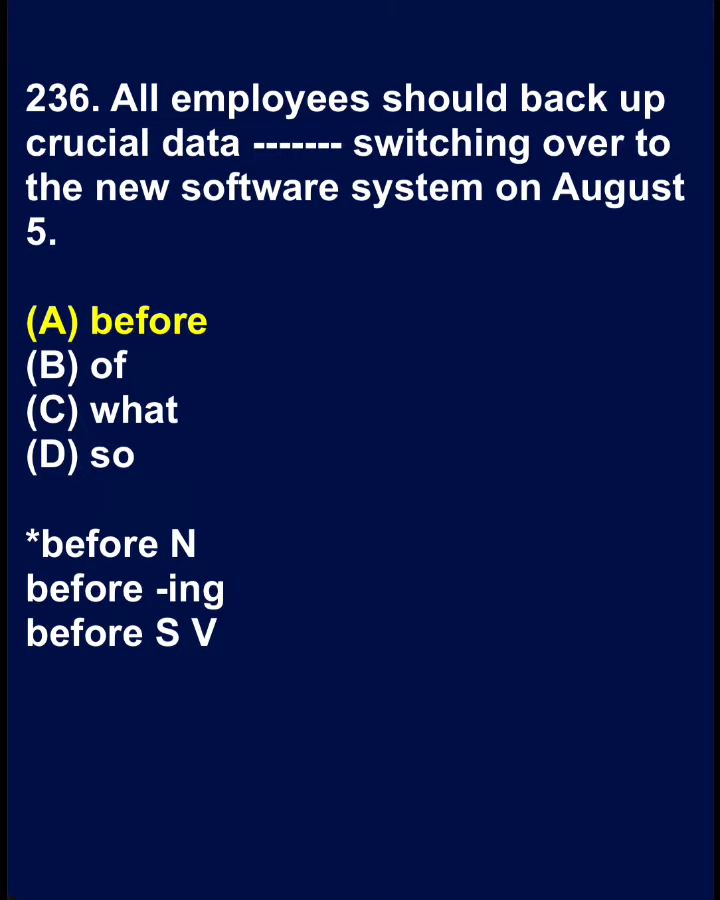 236. All employees should back up
crucial data ------- switching over to
the new software system on August
5.
(A) before
(B) of
(C) what
(D) so
*before N
before -ing
before S V